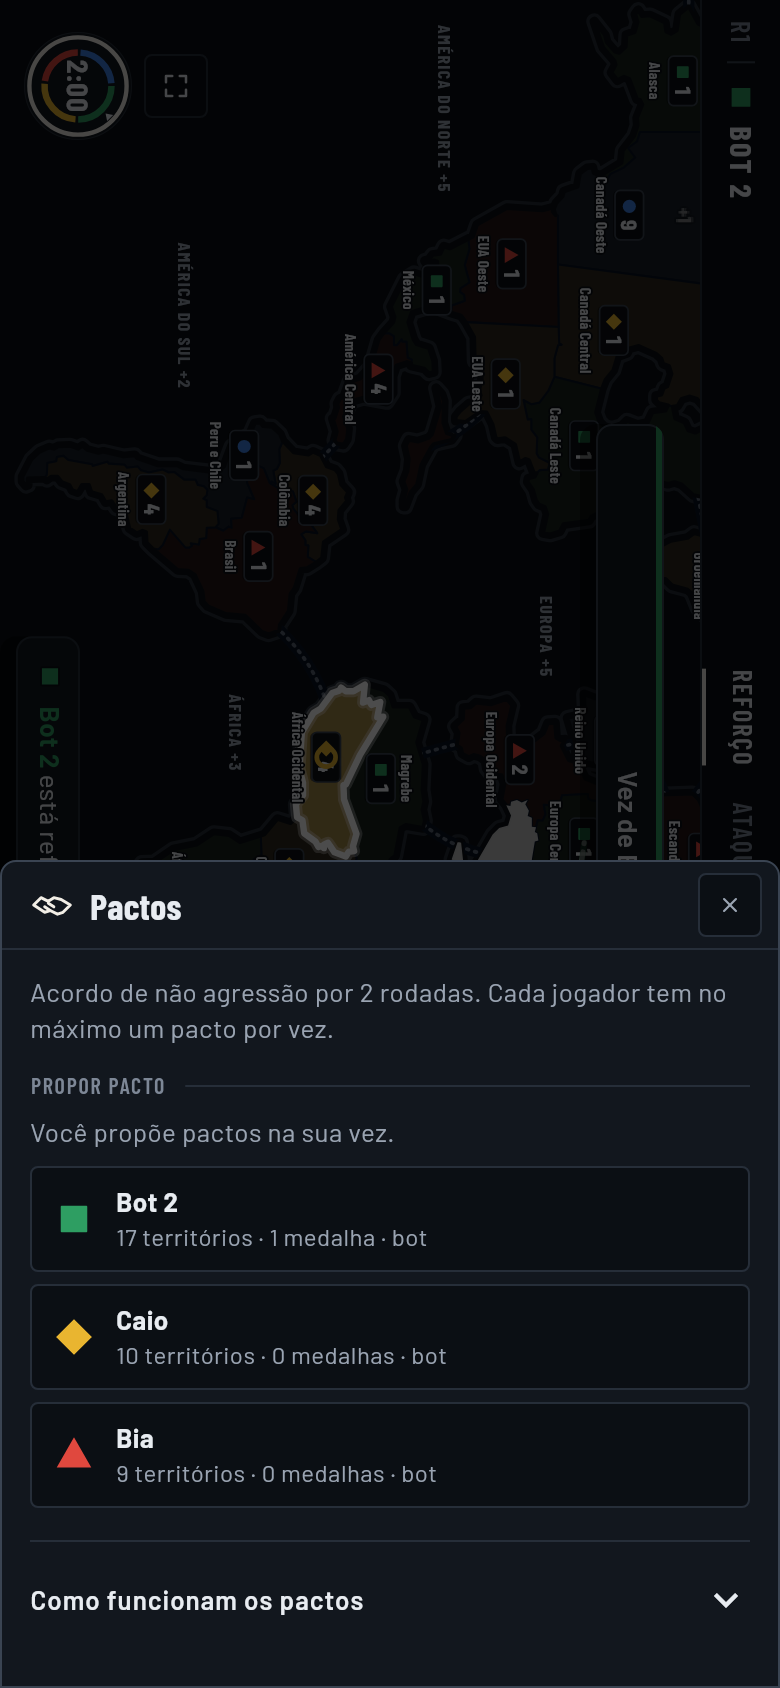 R1
BOT 2
REFORÇO
2:00
AMÉRICA DO NORTE +5
Alasca
1
Canadá Oeste
9
+1
EUA Oeste
1
México
1
Canadá Central
1
América Central
4
EUA Leste
1
Canadá Leste
1
AMÉRICA DO SUL +2
Peru e Chile
1
Colômbia
4
Argentina
4
Brasil
1
EUROPA +5
ÁFRICA +3
África Ocidental
Magrebe
1
Europa Ocidental
2
Reino Unido
Vez de
Bot 2 está
Pactos
Acordo de não agressão por 2 rodadas. Cada jogador tem no
máximo um pacto por vez.
PROPOR PACTO
Você propõe pactos na sua vez.
Bot 2
17 territórios · 1 medalha · bot
Caio
10 territórios · 0 medalhas · bot
Bia
9 territórios · 0 medalhas · bot
Como funcionam os pactos